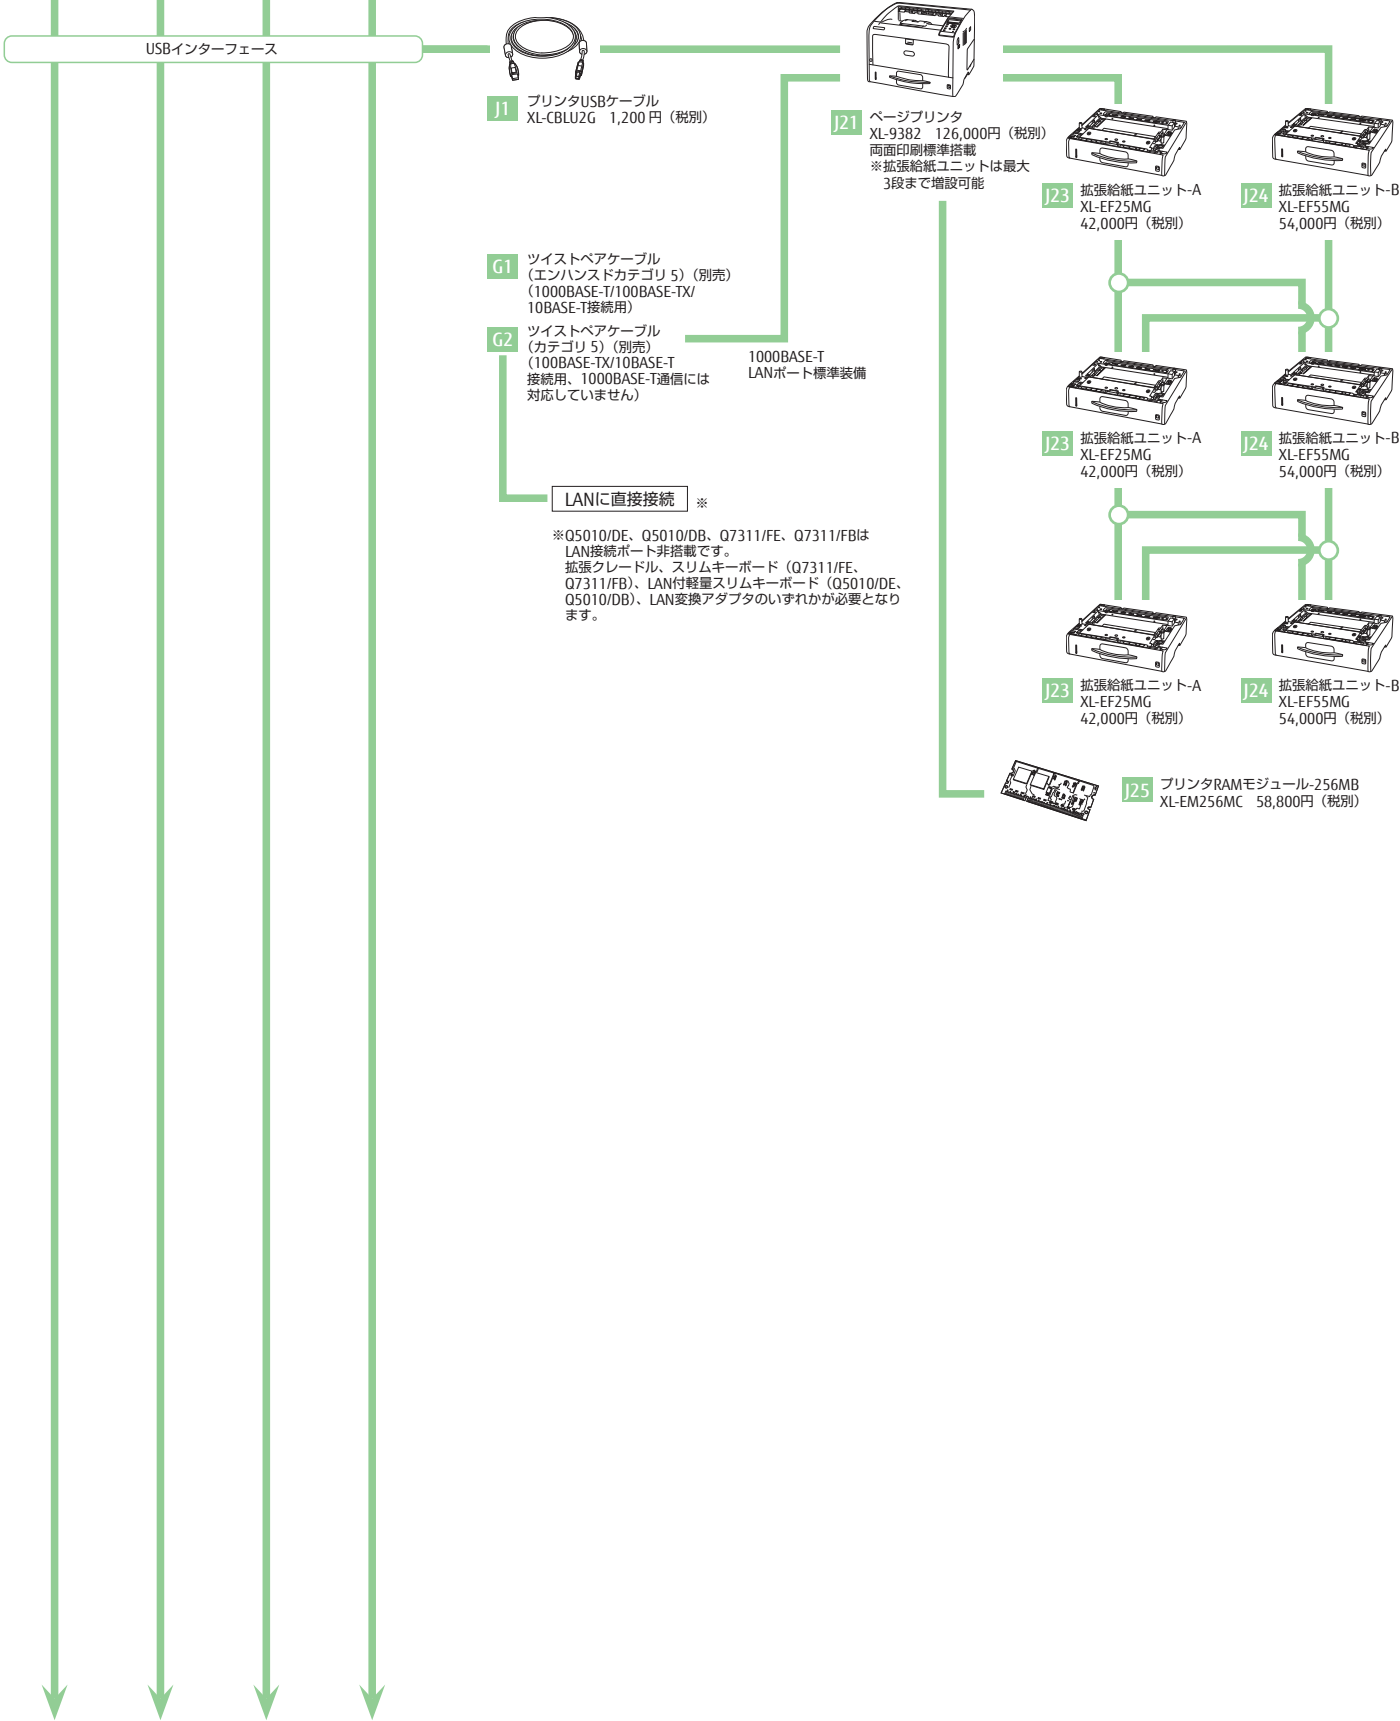 USBインターフェース
J1
プリンタUSBケーブル
XL-CBLU2G 1,200 円（税別）
J21
ページプリンタ
XL-9382 126,000円（税別）
両面印刷標準搭載
※拡張給紙ユニットは最大
3段まで増設可能
J23
拡張給紙ユニット-A
XL-EF25MG
42,000円（税別）
J24
拡張給紙ユニット-B
XL-EF55MG
54,000円（税別）
G1
ツイストペアケーブル
（エンハンスドカテゴリ 5）（別売）
（1000BASE-T/100BASE-TX/
10BASE-T接続用）
G2
ツイストペアケーブル
（カテゴリ 5）（別売）
（100BASE-TX/10BASE-T
接続用、1000BASE-T通信には
対応していません）
1000BASE-T
LANポート標準装備
J23
拡張給紙ユニット-A
XL-EF25MG
42,000円（税別）
J24
拡張給紙ユニット-B
XL-EF55MG
54,000円（税別）
LANに直接接続 ※
※Q5010/DE、Q5010/DB、Q7311/FE、Q7311/FBは
LAN接続ポート非搭載です。
拡張クレードル、スリムキーボード（Q7311/FE、
Q7311/FB）、LAN付軽量スリムキーボード（Q5010/DE、
Q5010/DB）、LAN変換アダプタのいずれかが必要となり
ます。
J23
拡張給紙ユニット-A
XL-EF25MG
42,000円（税別）
J24
拡張給紙ユニット-B
XL-EF55MG
54,000円（税別）
J25
プリンタRAMモジュール-256MB
XL-EM256MC 58,800円（税別）